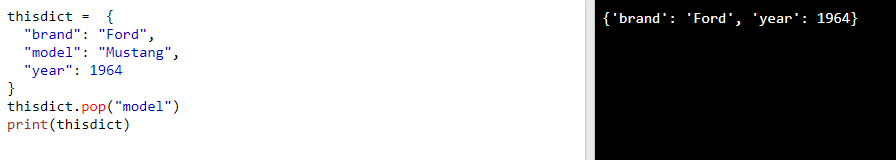 thisdict =  {
  "brand": "Ford",
  "model": "Mustang",
  "year": 1964
}
thisdict.pop("model")
print(thisdict)
{'brand': 'Ford', 'year': 1964}